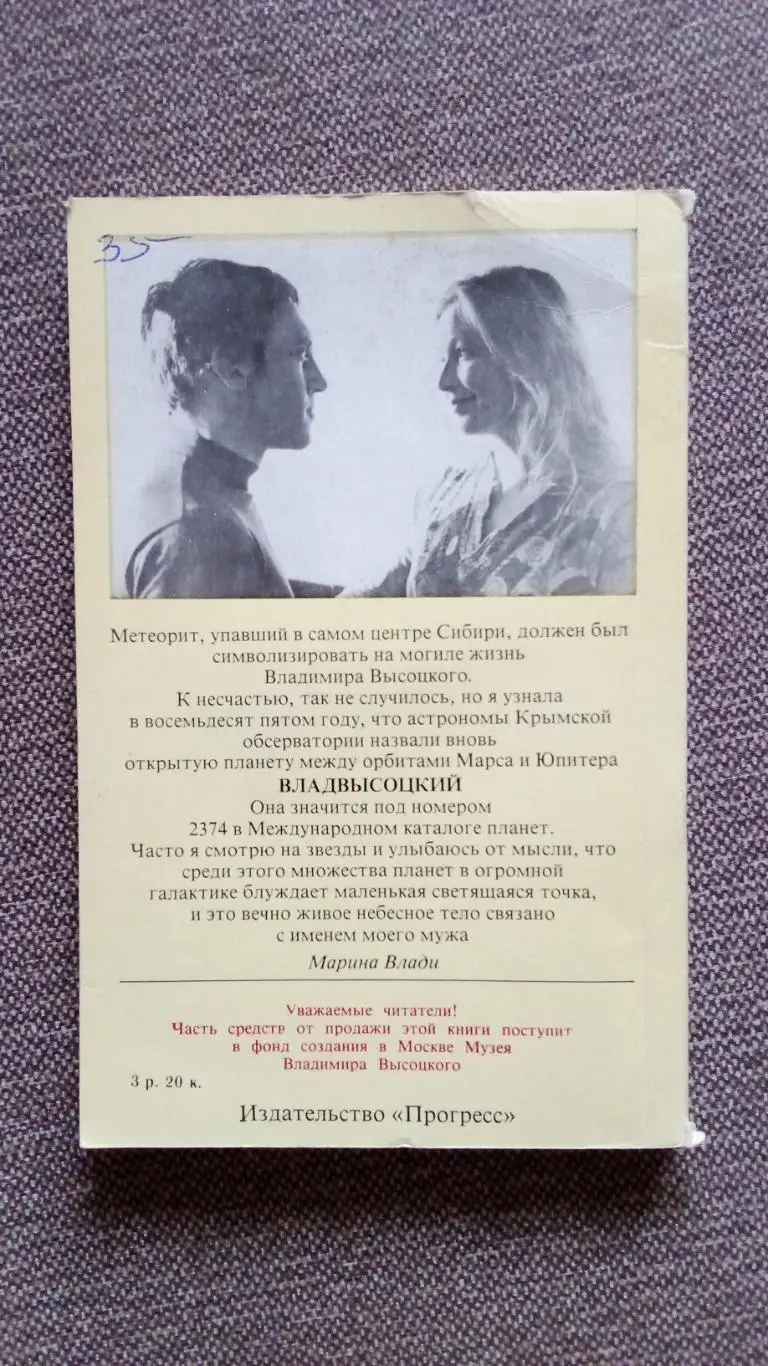 35
Метеорит, упавший в самом центре Сибири, должен был
символизировать на могиле жизнь
Владимира Высоцкого.
К несчастью, так не случилось, но я узнала
в восемьдесят пятом году, что астрономы Крымской
обсерватории назвали вновь
открытую планету между орбитами Марса и Юпитера
ВЛАДВЫСОЦКИЙ
Она значится под номером
2374 в Международном каталоге планет.
Часто я смотрю на звезды и улыбаюсь от мысли, что
среди этого множества планет в огромной
галактике блуждает маленькая светящаяся точка,
и это вечно живое небесное тело связано
с именем моего мужа
Марина Влади
Уважаемые читатели!
Часть средств от продажи этой книги поступит
в фонд создания в Москве Музея
Владимира Высоцкого
3 р. 20 к.
Издательство «Прогресс»